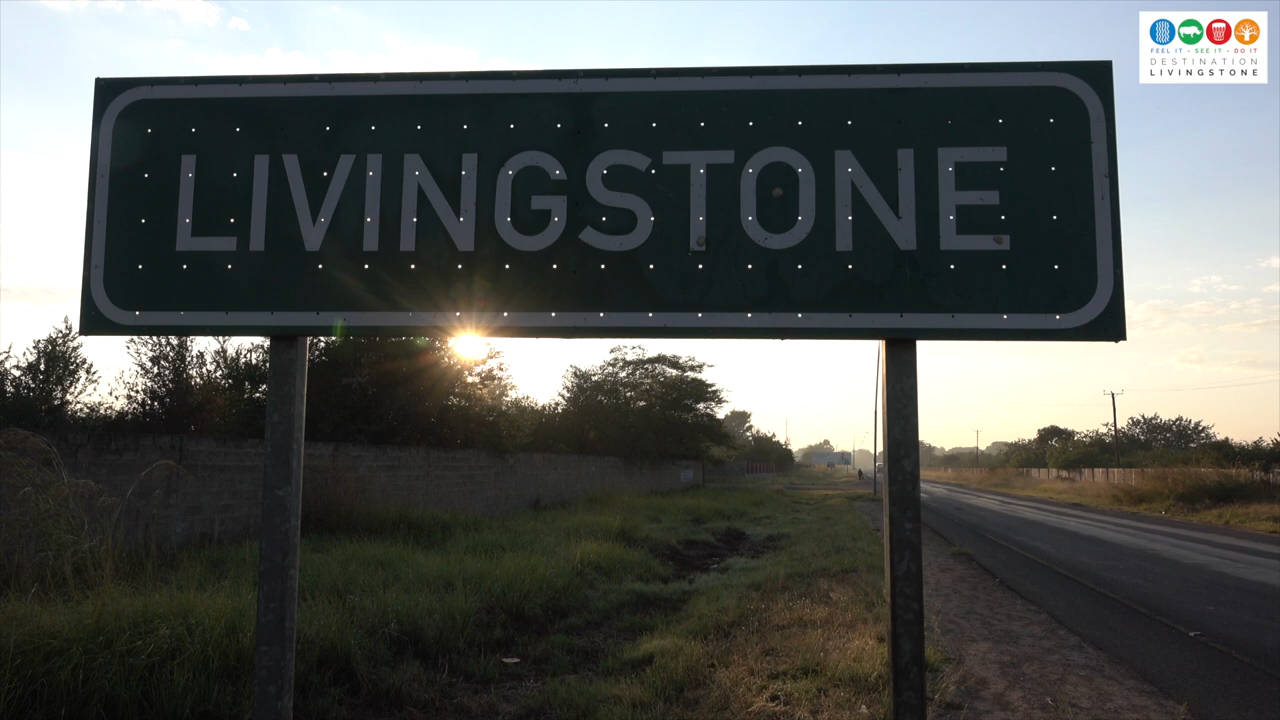 LIVINGSTONE
FEEL IT - SEE IT - DO IT
DESTINATION
LIVINGSTONE